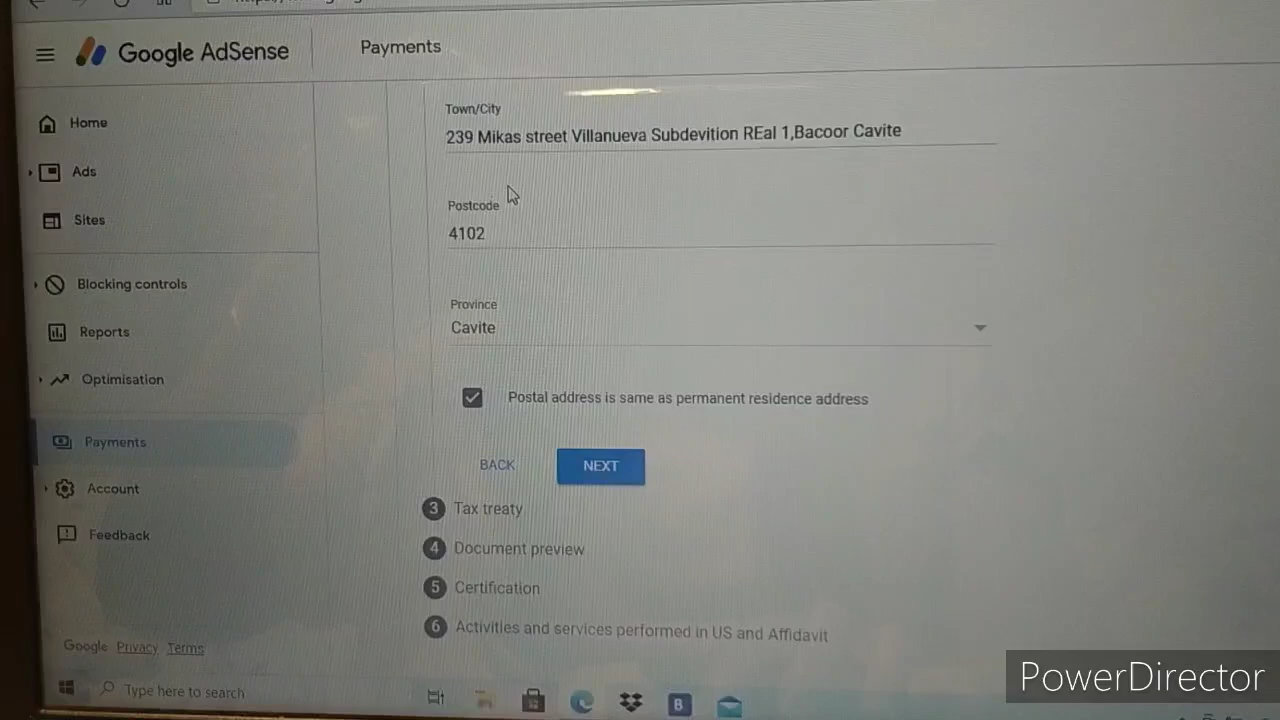 Google AdSense
Payments
Home
Ads
Sites
Blocking controls
Reports
Optimisation
Payments
Account
Feedback
Google Privacy Terms
Town/City
239 Mikas street Villanueva Subdevition REal 1,Bacoor Cavite
Postcode
4102
Province
Cavite
Postal address is same as permanent residence address
BACK
NEXT
3 Tax treaty
4 Document preview
5 Certification
6 Activities and services performed in US and Affidavit
Type here to search
B
PowerDirector